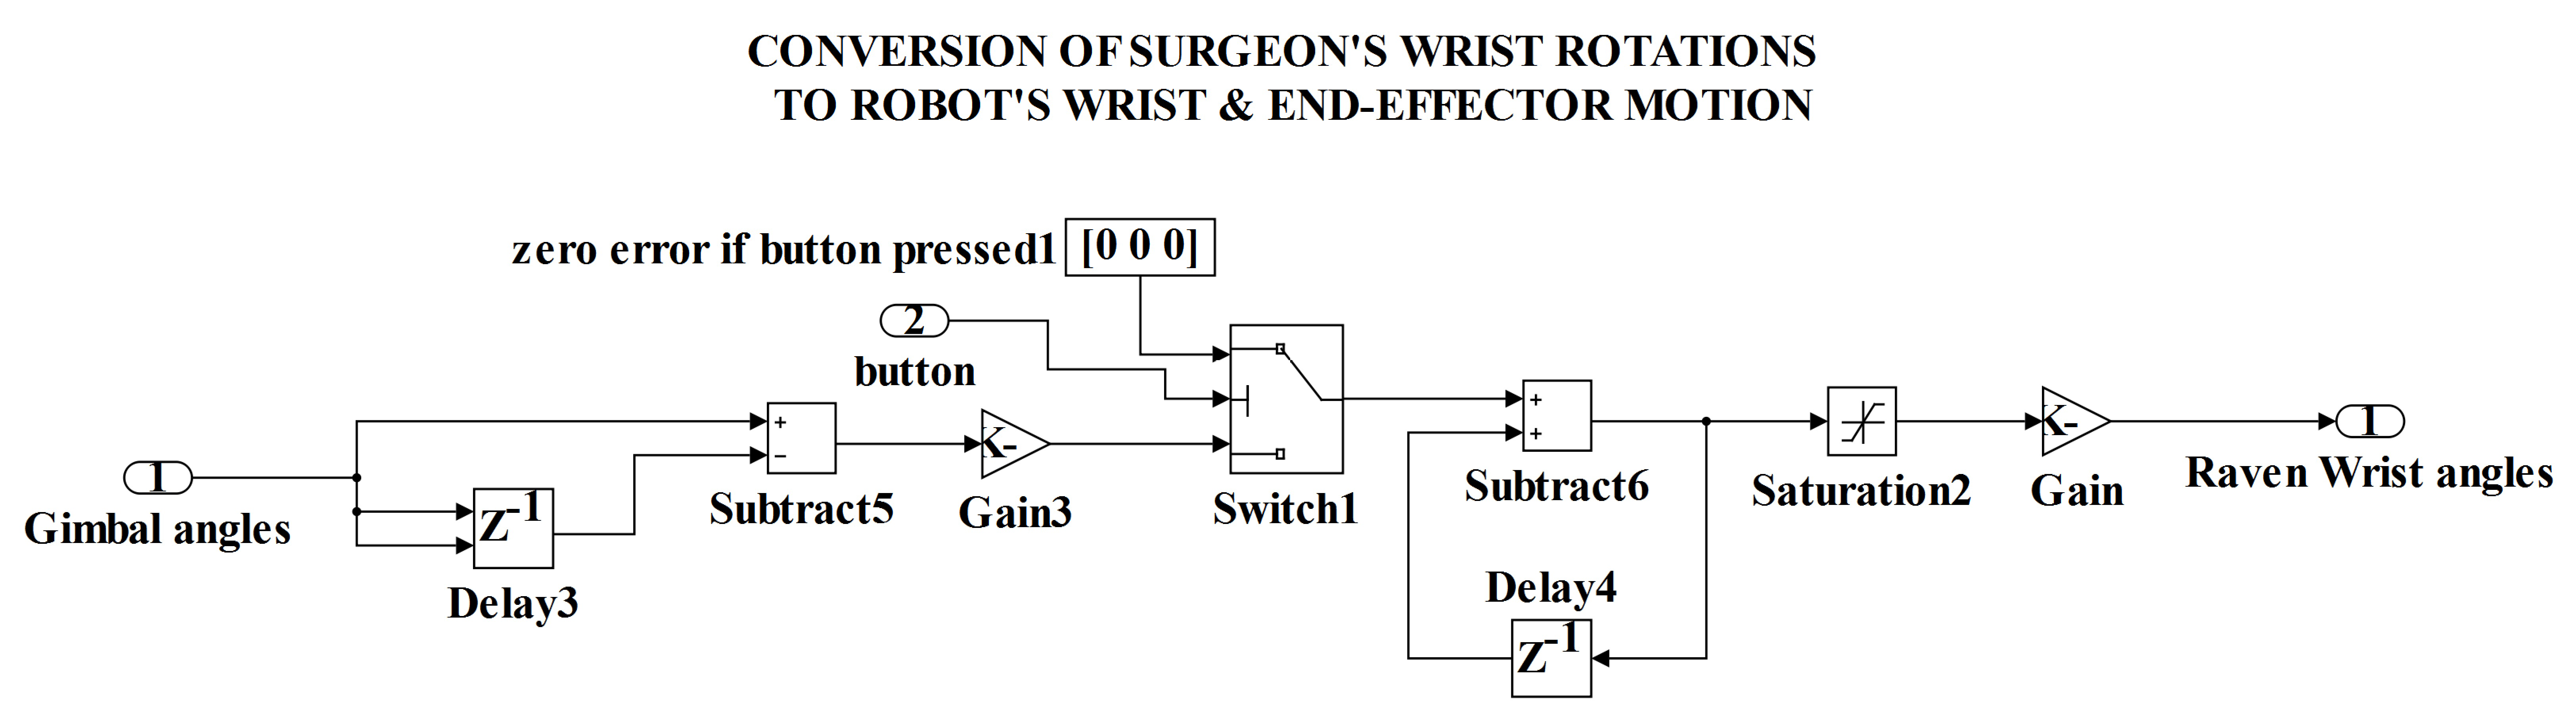 CONVERSION OF SURGEON'S WRIST ROTATIONS
TO ROBOT'S WRIST & END-EFFECTOR MOTION
zero error if button pressed1
[0 0 0]
2
button
1
Gimbal angles
Z-1
Delay3
+
−
Subtract5
K-
Gain3
Switch1
+
+
Subtract6
Delay4
Z-1
Saturation2
K-
Gain
1
Raven Wrist angles